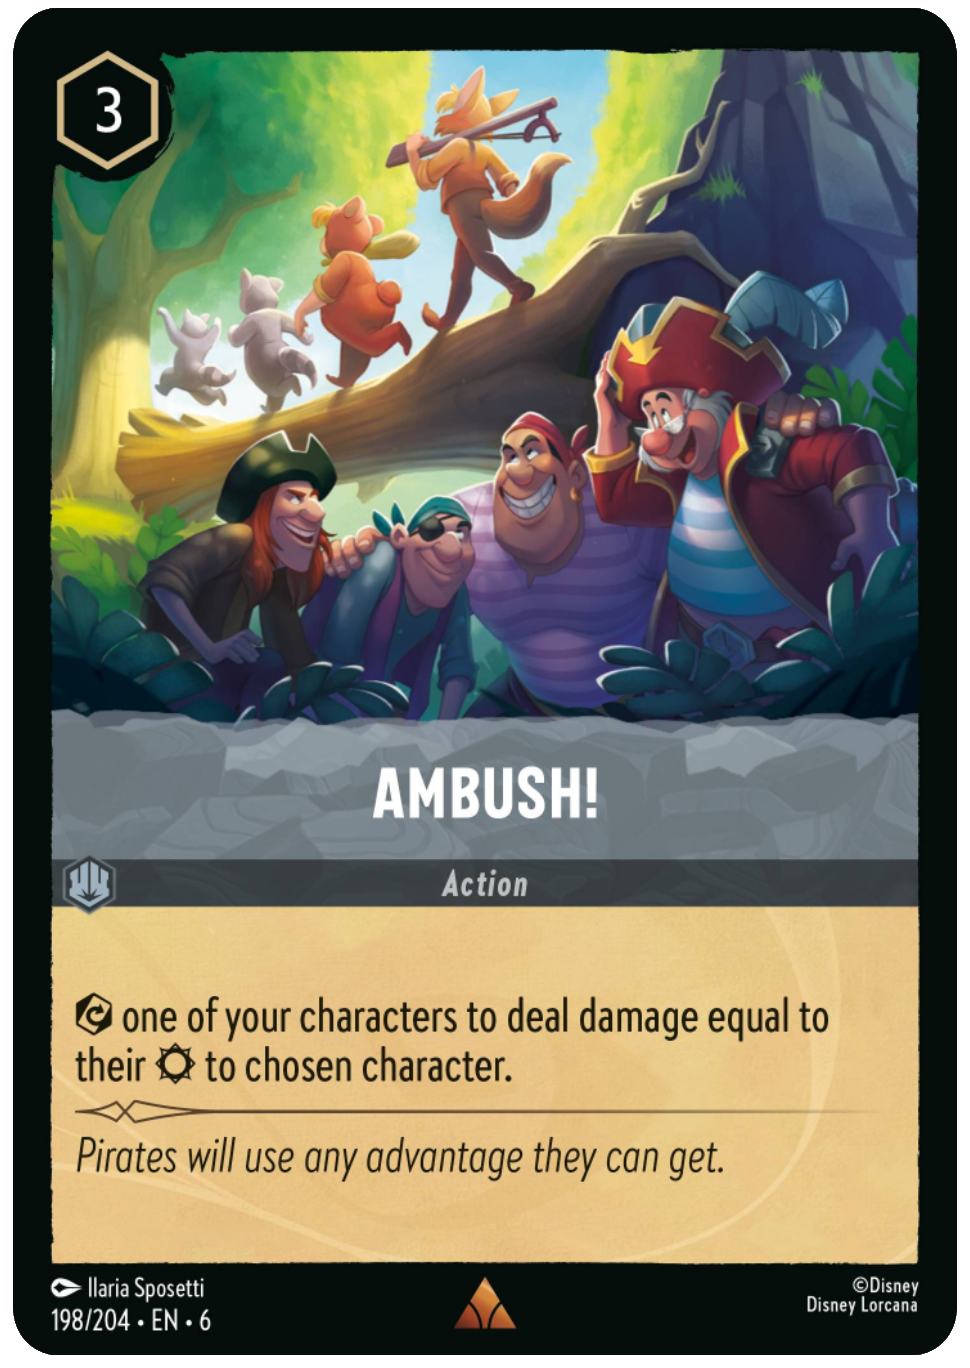 3
AMBUSH!
Action
one of your characters to deal damage equal to
their to chosen character.
Pirates will use any advantage they can get.
Ilaria Sposetti
198/204 • EN • 6
©Disney
Disney Lorcana